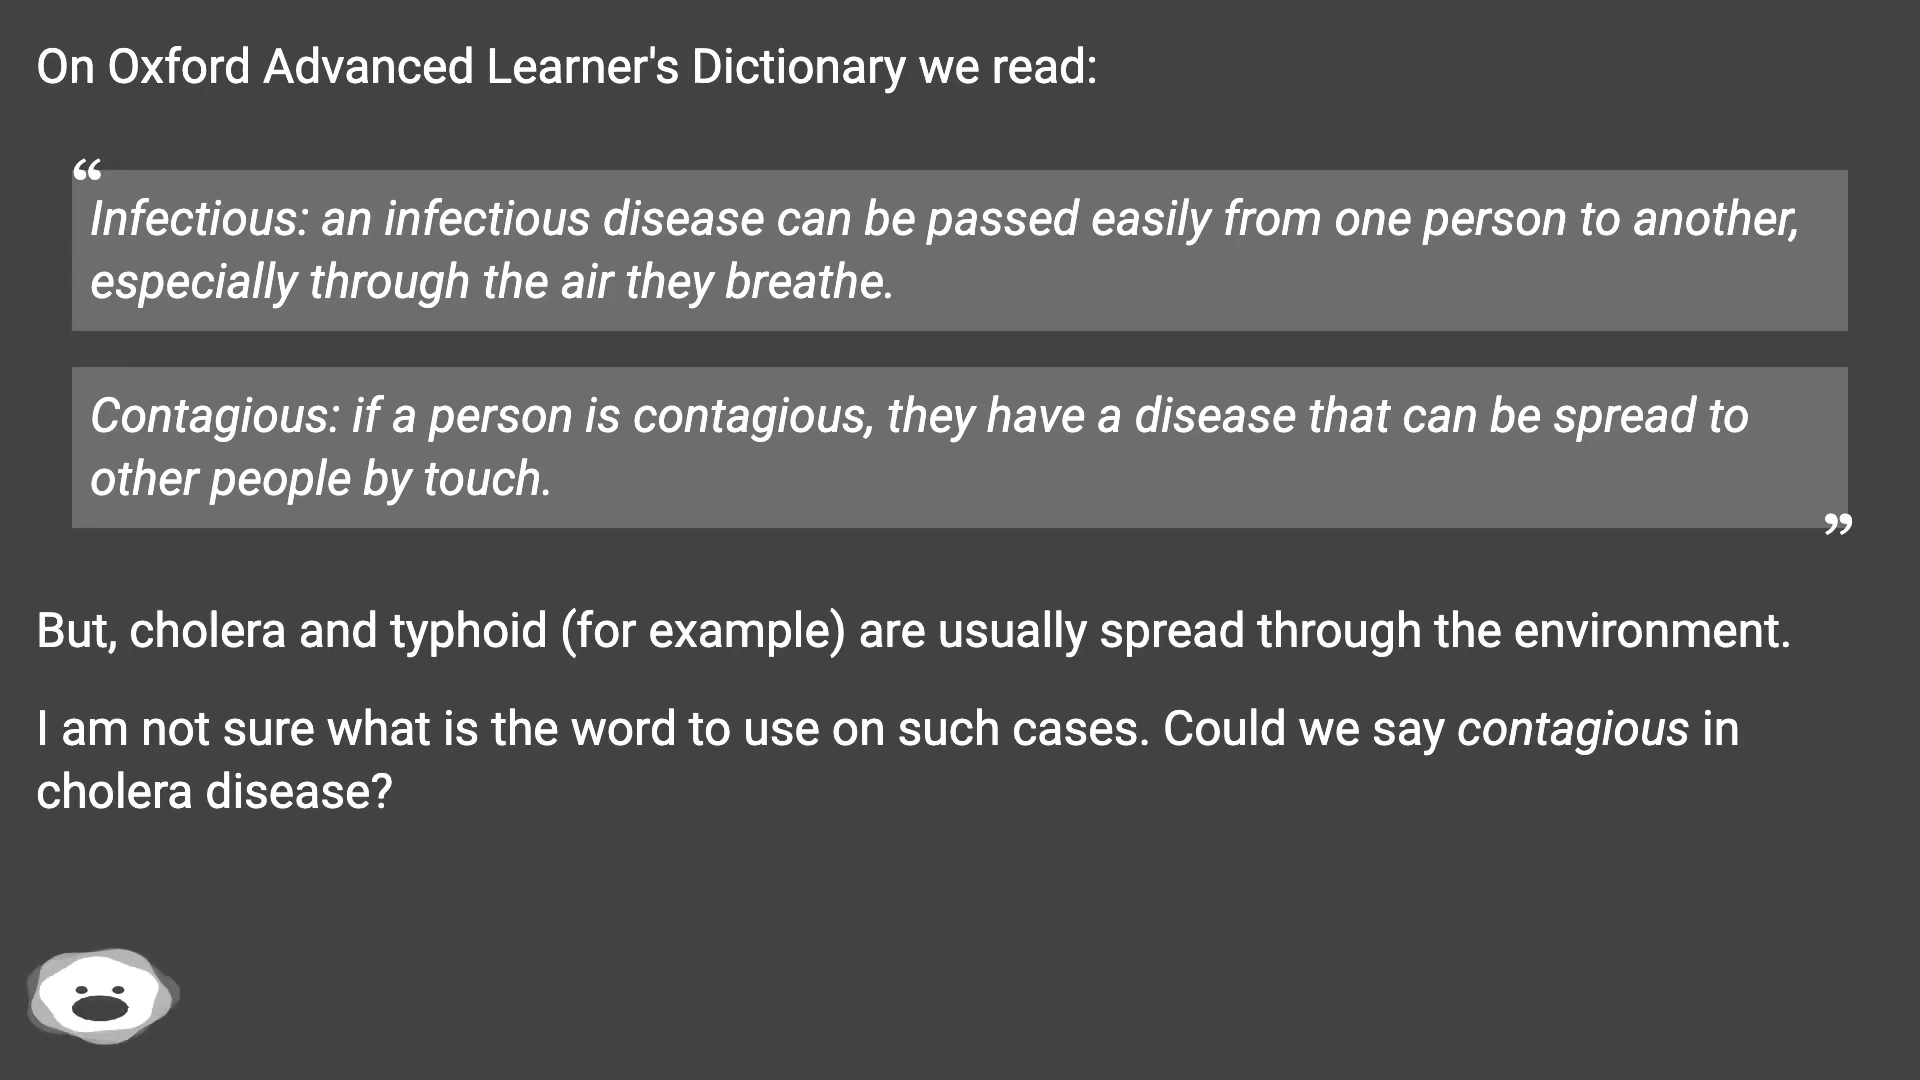 On Oxford Advanced Learner's Dictionary we read:
“
Infectious: an infectious disease can be passed easily from one person to another,
especially through the air they breathe.
Contagious: if a person is contagious, they have a disease that can be spread to
other people by touch.
”
But, cholera and typhoid (for example) are usually spread through the environment.
I am not sure what is the word to use on such cases. Could we say contagious in
cholera disease?